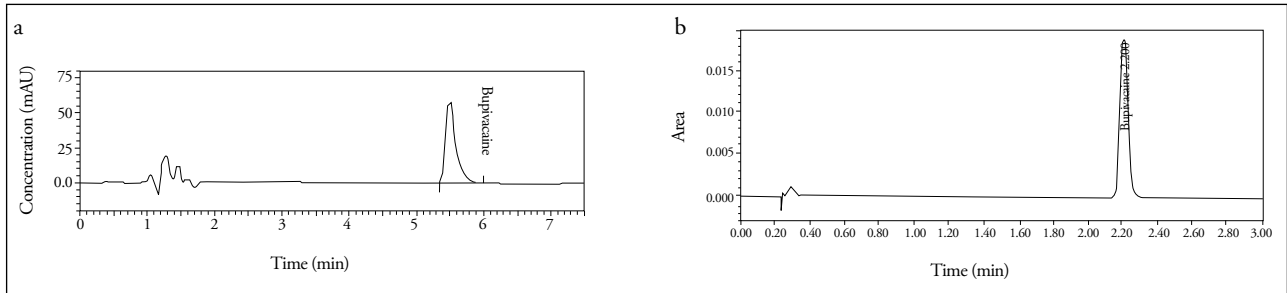 a
Concentration (mAU)
75
50
25
0.0
Bupivacaine
0 1 2 3 4 5 6 7
Time (min)
b
Area
0.015
0.010
0.005
0.000
Bupivacaine 2.200
0.00 0.20 0.40 0.60 0.80 1.00 1.20 1.40 1.60 1.80 2.00 2.20 2.40 2.60 2.80 3.00
Time (min)